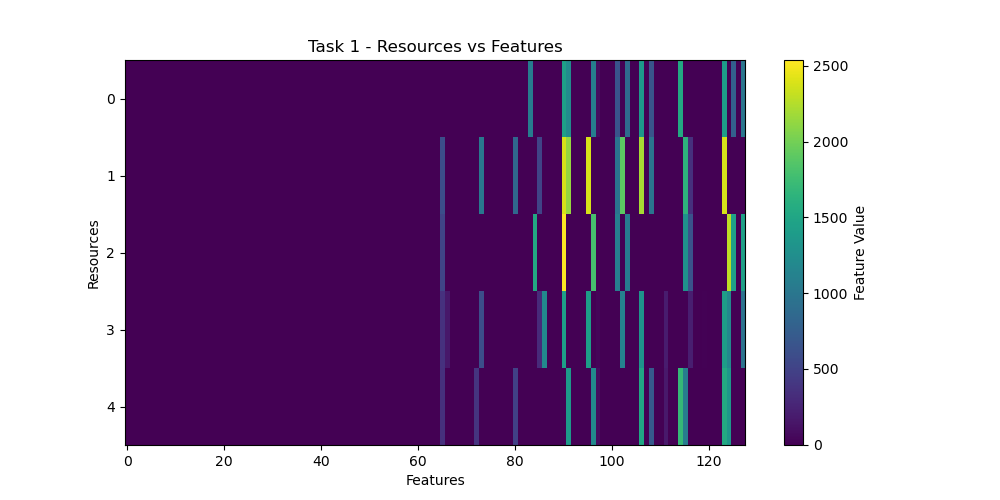 Task 1 - Resources vs Features
Resources
0
1
2
3
4
0 20 40 60 80 100 120
Features
2500
2000
1500
1000
500
0
Feature Value